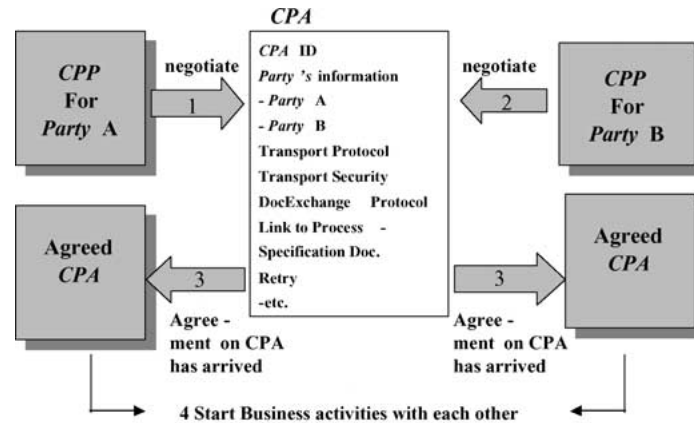 CPA
CPP
For
Party A
negotiate
1
CPA ID
Party 's information
- Party A
- Party B
Transport Protocol
Transport Security
DocExchange Protocol
Link to Process -
Specification Doc.
Retry
-etc.
negotiate
2
CPP
For
Party B
Agreed
CPA
3
Agree -
ment on CPA
has arrived
3
Agree -
ment on CPA
has arrived
Agreed
CPA
4 Start Business activities with each other